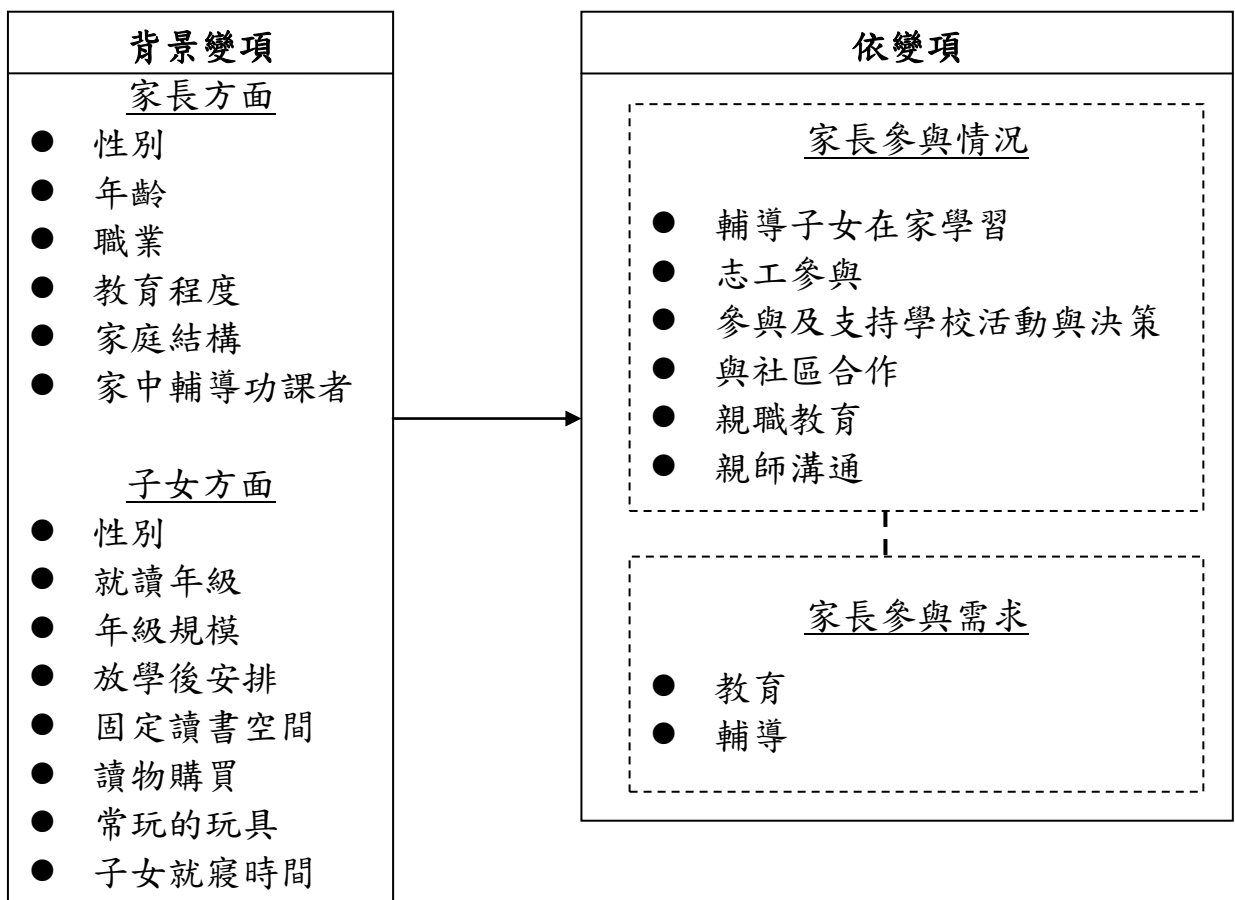 背景變項
家長方面
● 性別
● 年齡
● 職業
● 教育程度
● 家庭結構
● 家中輔導功課者
子女方面
● 性別
● 就讀年級
● 年級規模
● 放學後安排
● 固定讀書空間
● 讀物購買
● 常玩的玩具
● 子女就寢時間
依變項
家長參與情況
● 輔導子女在家學習
● 志工參與
● 參與及支持學校活動與決策
● 與社區合作
● 親職教育
● 親師溝通
家長參與需求
● 教育
● 輔導